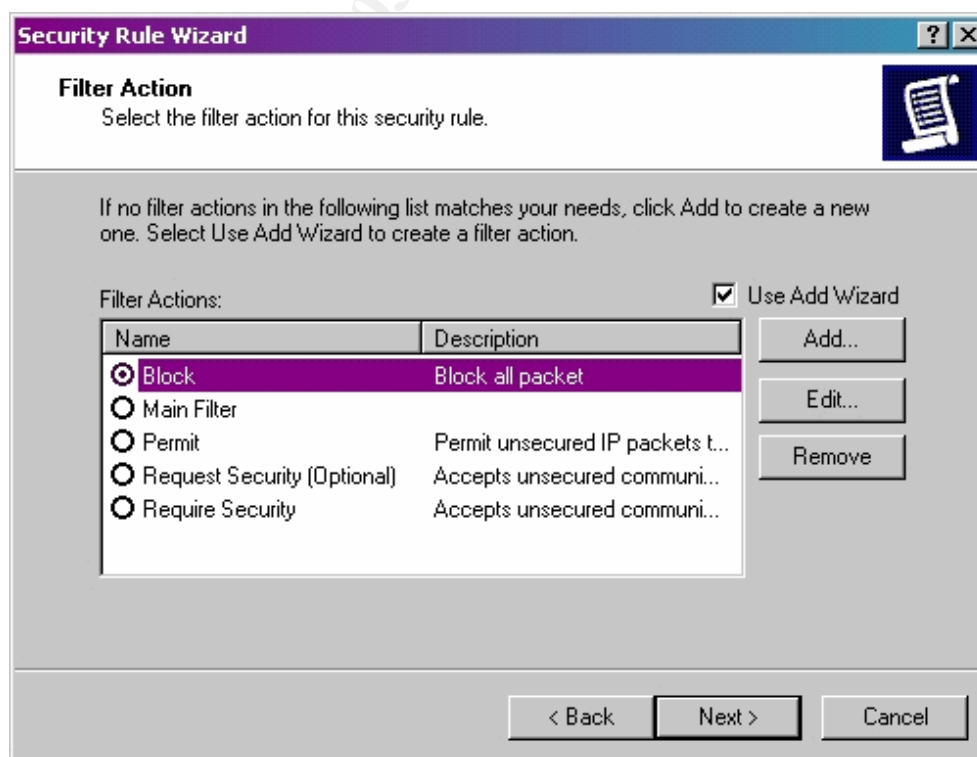 Security Rule Wizard
Filter Action
Select the filter action for this security rule.
If no filter actions in the following list matches your needs, click Add to create a new
one. Select Use Add Wizard to create a filter action.
Filter Actions:
Use Add Wizard
Name Description
Block Block all packet
Main Filter
Permit Permit unsecured IP packets t...
Request Security (Optional) Accepts unsecured communi...
Require Security Accepts unsecured communi...
Add...
Edit...
Remove
< Back Next > Cancel